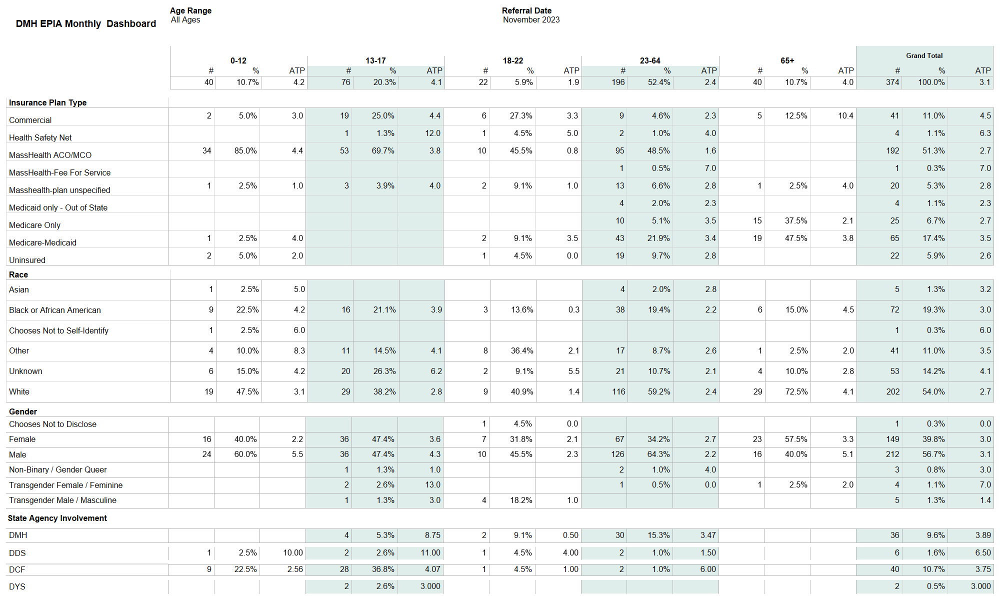 Age Range
All Ages
Referral Date
November 2023
DMH EPIA Monthly  Dashboard
0-12 13-17 18-22 23-64 65+ Grand Total
# % ATP # % ATP # % ATP # % ATP # % ATP # % ATP
40 10.7% 4.2 76 20.3% 4.1 22 5.9% 1.9 196 52.4% 2.4 40 10.7% 4.0 374 100.0% 3.1
Insurance Plan Type
Commercial 2 5.0% 3.0 19 25.0% 4.4 6 27.3% 3.3 9 4.6% 2.3 5 12.5% 10.4 41 11.0% 4.5
Health Safety Net 1 1.3% 12.0 1 4.5% 5.0 2 1.0% 4.0 4 1.1% 6.3
MassHealth ACO/MCO 34 85.0% 4.4 53 69.7% 3.8 10 45.5% 0.8 95 48.5% 1.6 192 51.3% 2.7
MassHealth-Fee For Service 1 0.5% 7.0 1 0.3% 7.0
Masshealth-plan unspecified 1 2.5% 1.0 3 3.9% 4.0 2 9.1% 1.0 13 6.6% 2.8 1 2.5% 4.0 20 5.3% 2.8
Medicaid only - Out of State 4 2.0% 2.3 4 1.1% 2.3
Medicare Only 10 5.1% 3.5 15 37.5% 2.1 25 6.7% 2.7
Medicare-Medicaid 1 2.5% 4.0 2 9.1% 3.5 43 21.9% 3.4 19 47.5% 3.8 65 17.4% 3.5
Uninsured 2 5.0% 2.0 1 4.5% 0.0 19 9.7% 2.8 22 5.9% 2.6
Race
Asian 1 2.5% 5.0 4 2.0% 2.8 5 1.3% 3.2
Black or African American 9 22.5% 4.2 16 21.1% 3.9 3 13.6% 0.3 38 19.4% 2.2 6 15.0% 4.5 72 19.3% 3.0
Chooses Not to Self-Identify 1 2.5% 6.0 1 0.3% 6.0
Other 4 10.0% 8.3 11 14.5% 4.1 8 36.4% 2.1 17 8.7% 2.6 1 2.5% 2.0 41 11.0% 3.5
Unknown 6 15.0% 4.2 20 26.3% 6.2 2 9.1% 5.5 21 10.7% 2.1 4 10.0% 2.8 53 14.2% 4.1
White 19 47.5% 3.1 29 38.2% 2.8 9 40.9% 1.4 116 59.2% 2.4 29 72.5% 4.1 202 54.0% 2.7
Gender
Chooses Not to Disclose 1 4.5% 0.0 1 0.3% 0.0
Female 16 40.0% 2.2 36 47.4% 3.6 7 31.8% 2.1 67 34.2% 2.7 23 57.5% 3.3 149 39.8% 3.0
Male 24 60.0% 5.5 36 47.4% 4.3 10 45.5% 2.3 126 64.3% 2.2 16 40.0% 5.1 212 56.7% 3.1
Non-Binary / Gender Queer 1 1.3% 1.0 2 1.0% 4.0 3 0.8% 3.0
Transgender Female / Feminine 2 2.6% 13.0 1 0.5% 0.0 1 2.5% 2.0 4 1.1% 7.0
Transgender Male / Masculine 1 1.3% 3.0 4 18.2% 1.0 5 1.3% 1.4
State Agency Involvement
DMH 4 5.3% 8.75 2 9.1% 0.50 30 15.3% 3.47 36 9.6% 3.89
DDS 1 2.5% 10.00 2 2.6% 11.00 1 4.5% 4.00 2 1.0% 1.50 6 1.6% 6.50
DCF 9 22.5% 2.56 28 36.8% 4.07 1 4.5% 1.00 2 1.0% 6.00 40 10.7% 3.75
DYS 2 2.6% 3.000 2 0.5% 3.000